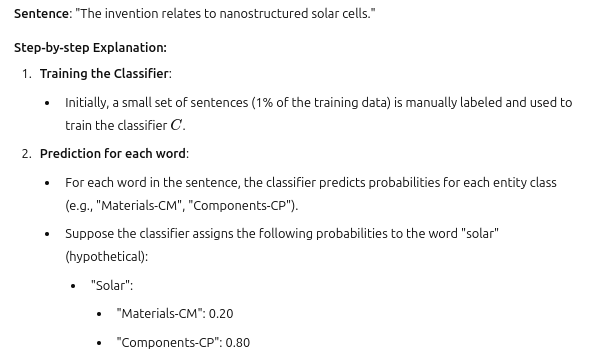 Sentence: "The invention relates to nanostructured solar cells."
Step-by-step Explanation:
1. Training the Classifier:
• Initially, a small set of sentences (1% of the training data) is manually labeled and used to
train the classifier C.
2. Prediction for each word:
• For each word in the sentence, the classifier predicts probabilities for each entity class
(e.g., "Materials-CM", "Components-CP").
• Suppose the classifier assigns the following probabilities to the word "solar"
(hypothetical):
• "Solar":
• "Materials-CM": 0.20
• "Components-CP": 0.80